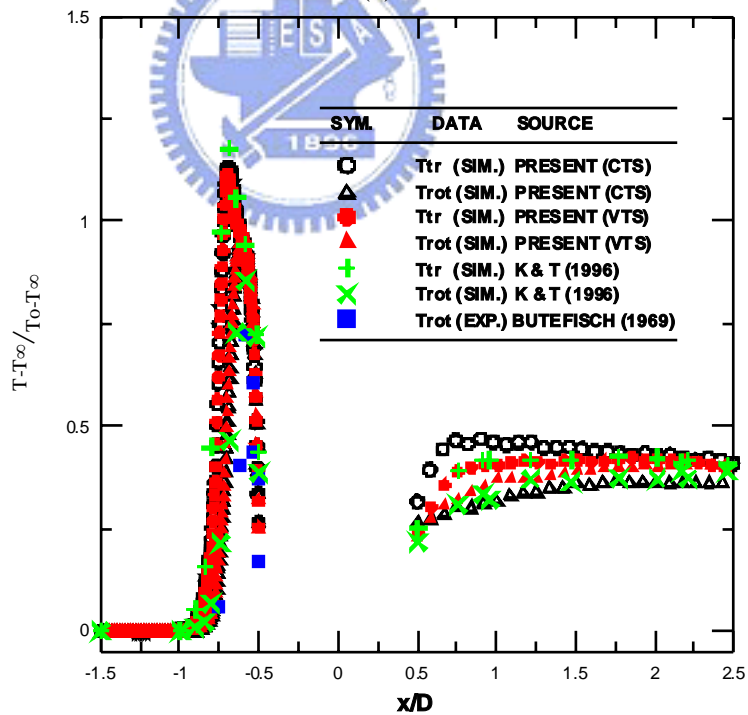 1.5
E S
1896
SYM. DATA SOURCE
Ttr (SIM.) PRESENT (CTS)
Trot (SIM.) PRESENT (CTS)
Ttr (SIM.) PRESENT (VTS)
Trot (SIM.) PRESENT (VTS)
Ttr (SIM.) K & T (1996)
Trot (SIM.) K & T (1996)
Trot (EXP.) BUTEFISCH (1969)
1
T-T∞/To-T∞
0.5
0
-1.5 -1 -0.5 0 0.5 1 1.5 2 2.5
x/D